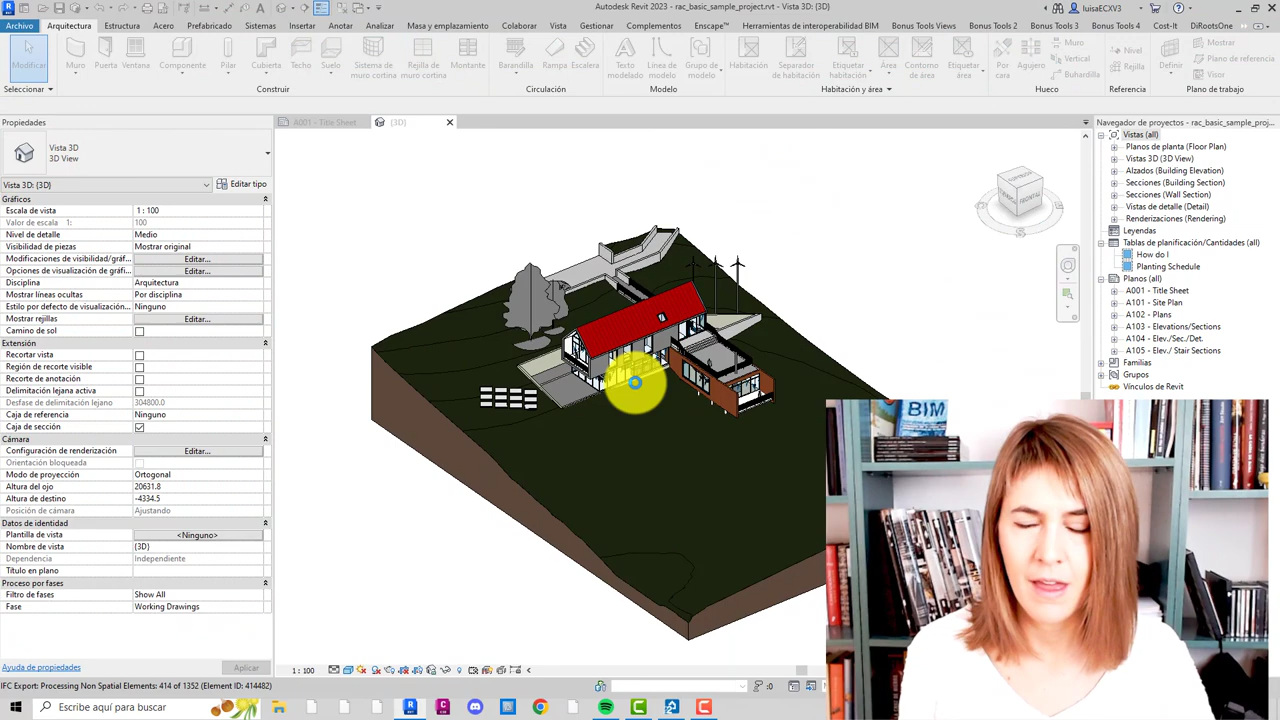 Autodesk Revit 2023 - rac_basic_sample_project.rvt - Vista 3D: {3D}
luisaECXV3
Archivo Arquitectura Estructura Acero Prefabricado Sistemas Insertar Anotar Analizar Masa y emplazamiento Colaborar Vista Gestionar Complementos Enscape™ Herramientas de interoperabilidad BIM Bonus Tools Views Bonus Tools 2 Bonus Tools 3 Bonus Tools 4 Cost-It DiRootsOne
Modificar
Muro Puerta Ventana Componente Pilar Cubierta Techo Suelo Sistema de muro cortina Rejilla de muro cortina Montante
Barandilla Rampa Escalera
Texto modelado Línea de modelo Grupo de modelo
Habitación Separador de habitación Etiquetar habitación Área Contorno de área Etiquetar área
Por cara Agujero Muro Vertical Buhardilla
Nivel Rejilla
Definir Mostrar Plano de referencia Visor
Seleccionar Construir Circulación Modelo Habitación y área Hueco Referencia Plano de trabajo
Propiedades
A001 - Title Sheet
{3D}
Vista 3D
3D View
Vista 3D: {3D}
Editar tipo
Gráficos
Escala de vista 1 : 100
Valor de escala 1: 100
Nivel de detalle Medio
Visibilidad de piezas Mostrar original
Modificaciones de visibilidad/gráf... Editar...
Opciones de visualización de gráfi... Editar...
Disciplina Arquitectura
Mostrar líneas ocultas Por disciplina
Estilo por defecto de visualización... Ninguno
Mostrar rejillas Editar...
Camino de sol
Extensión
Recortar vista
Región de recorte visible
Recorte de anotación
Delimitación lejana activa
Desfase de delimitación lejano 304800.0
Caja de referencia Ninguno
Caja de sección
Cámara
Configuración de renderización Editar...
Orientación bloqueada
Modo de proyección Ortogonal
Altura del ojo 20631.8
Altura de destino -4334.5
Posición de cámara Ajustando
Datos de identidad
Plantilla de vista <Ninguno>
Nombre de vista {3D}
Dependencia Independiente
Título en plano
Proceso por fases
Filtro de fases Show All
Fase Working Drawings
Ayuda de propiedades
Aplicar
Navegador de proyectos - rac_basic_sample_proj...
Vistas (all)
Planos de planta (Floor Plan)
Vistas 3D (3D View)
Alzados (Building Elevation)
Secciones (Building Section)
Secciones (Wall Section)
Vistas de detalle (Detail)
Renderizaciones (Rendering)
Leyendas
Tablas de planificación/Cantidades (all)
How do I
Planting Schedule
Planos (all)
A001 - Title Sheet
A101 - Site Plan
A102 - Plans
A103 - Elevations/Sections
A104 - Elev./Sec./Det.
A105 - Elev./ Stair Sections
Familias
Grupos
Vínculos de Revit
BIM
1 : 100
IFC Export: Processing Non Spatial Elements: 414 of 1352 (Element ID: 414482)
:0
Escribe aquí para buscar